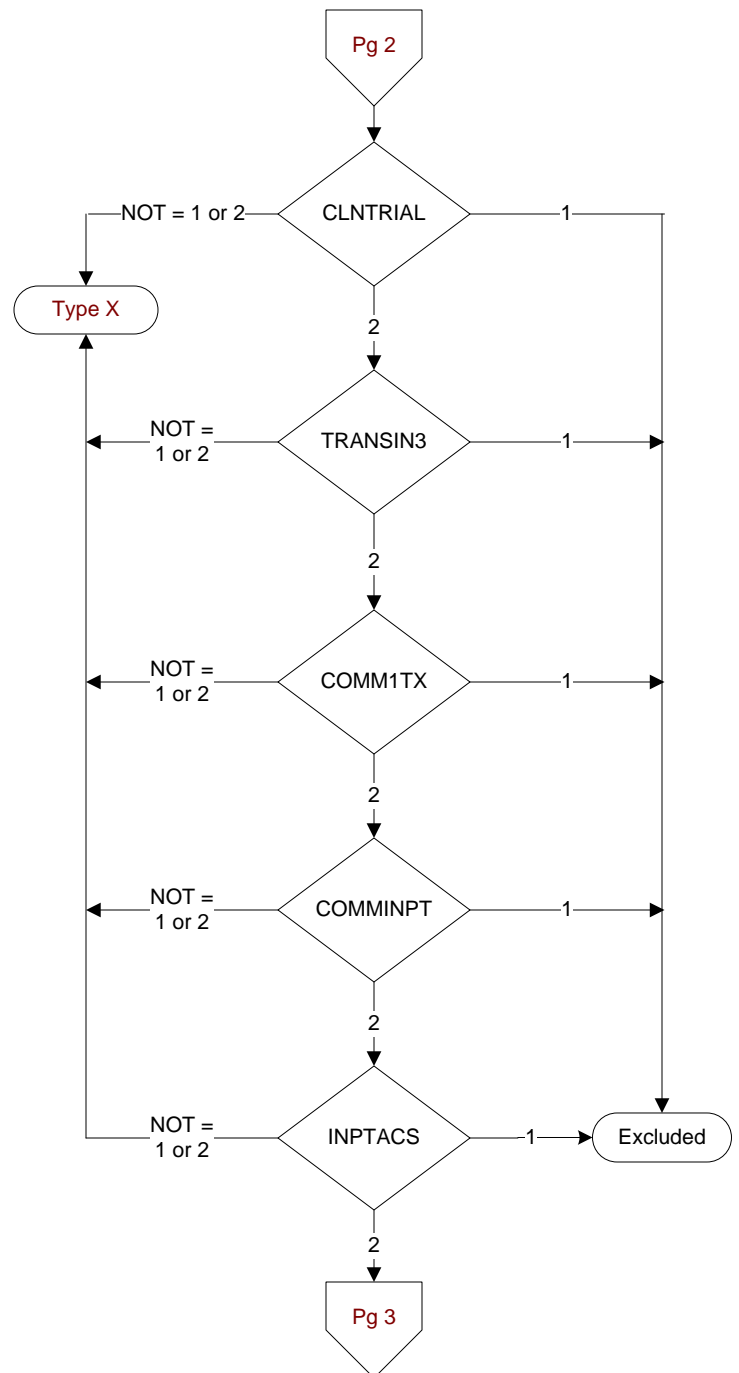 Pg 2
CLNTRIAL
NOT = 1 or 2
1
Type X
2
TRANSIN3
NOT =
1 or 2
1
2
COMM1TX
NOT =
1 or 2
1
2
COMMINPT
NOT =
1 or 2
1
2
INPTACS
NOT =
1 or 2
1
Excluded
2
Pg 3